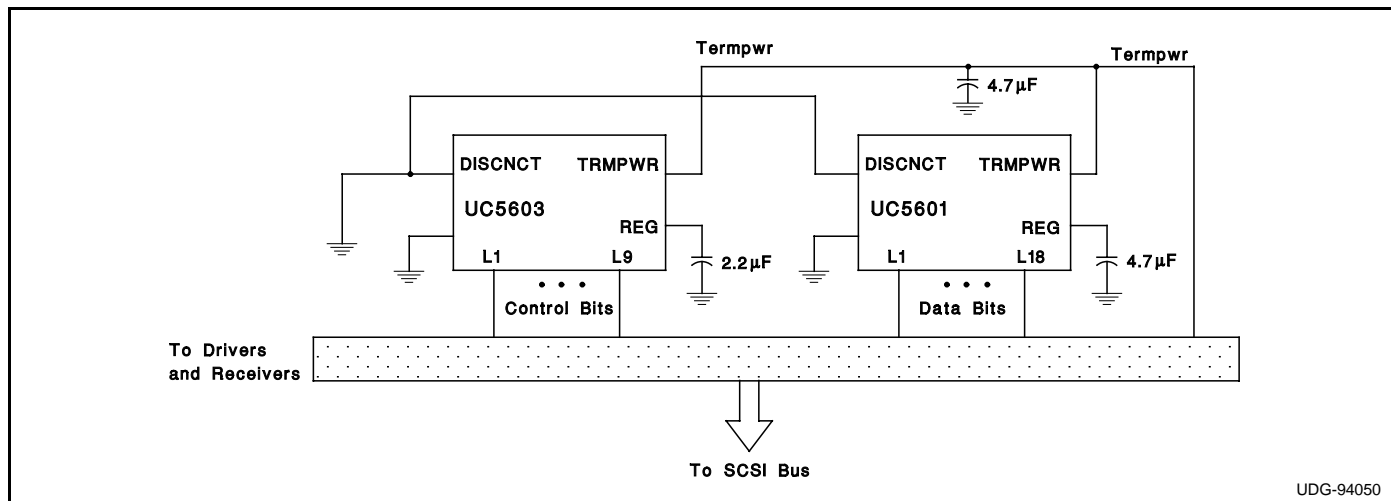 Termpwr
Termpwr
4.7µF
DISCNCT TRMPWR
UC5603
REG
L1 L9
2.2µF
• • •
Control Bits
DISCNCT TRMPWR
UC5601
REG
L1 L18
4.7µF
• • •
Data Bits
To Drivers
and Receivers
To SCSI Bus
UDG-94050